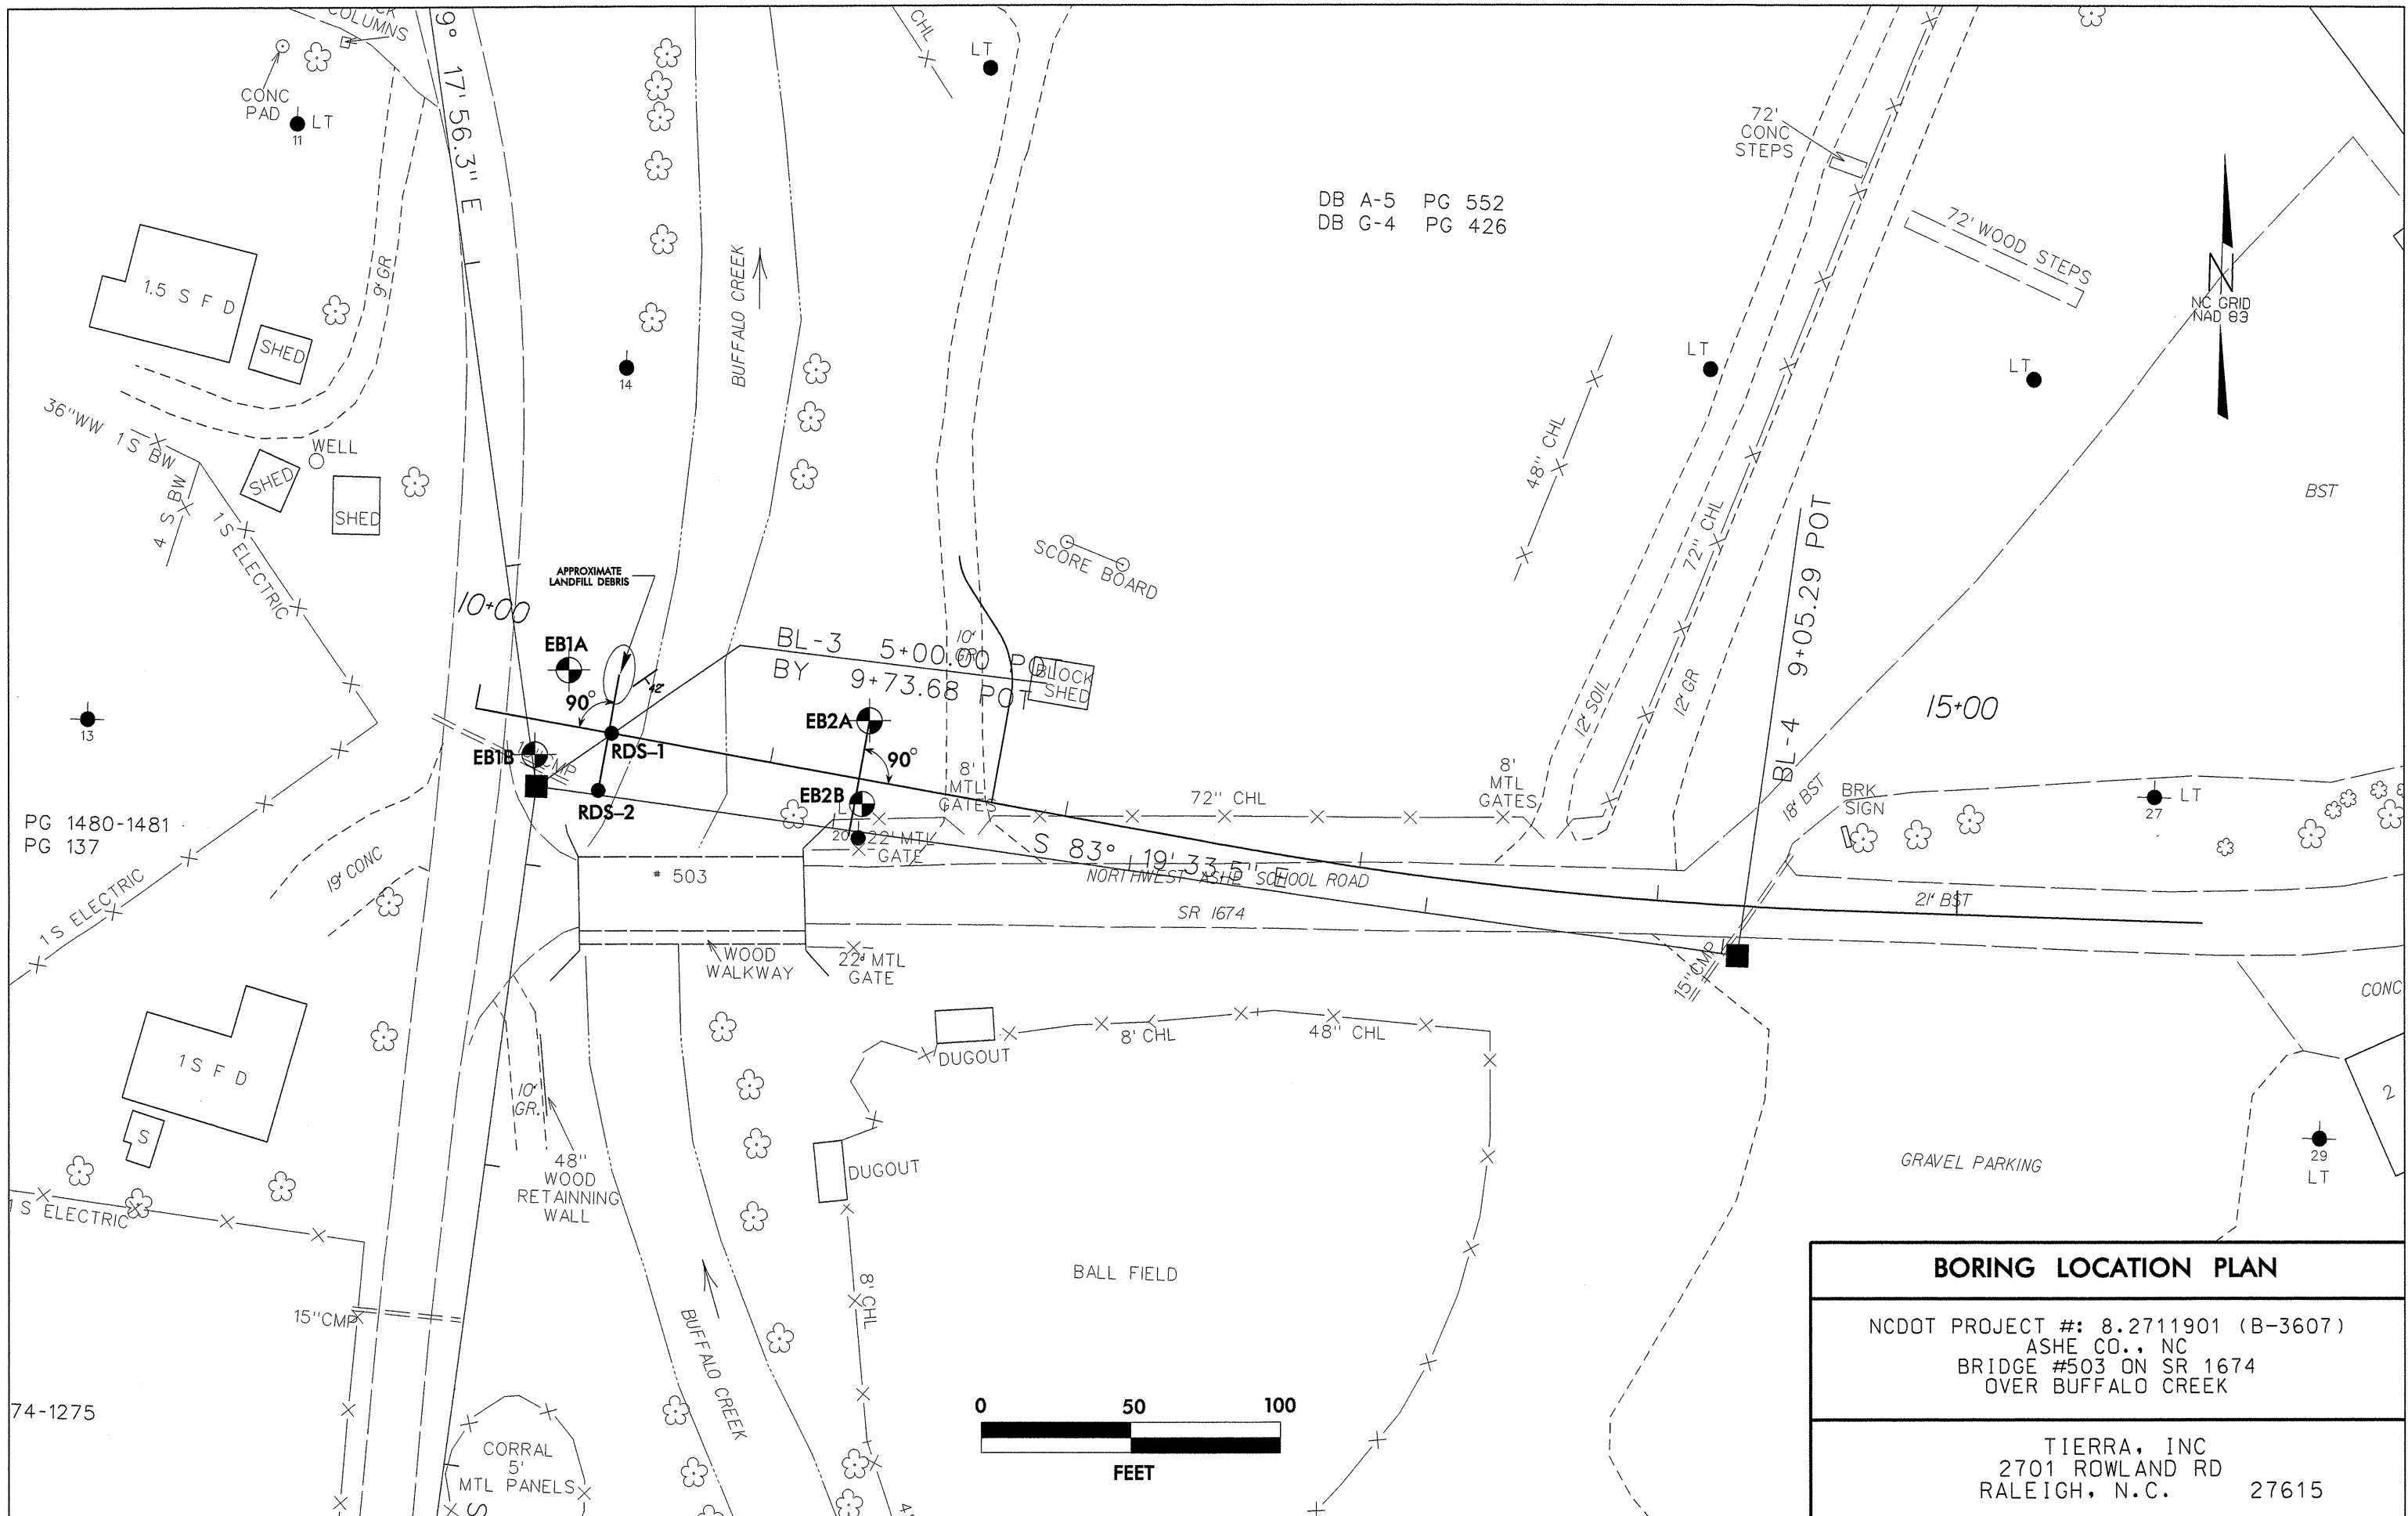 CK
COLUMNS
9° 17' 56.3" E
CHL
LT
CONC
PAD
LT
11
72'
CONC
STEPS
DB A-5 PG 552
DB G-4 PG 426
72' WOOD STEPS
N
NC GRID
NAD 83
1.5 S F D
9' GR
SHED
BUFFALO CREEK
14
LT
LT
36"WW 1 S BW
WELL
SHED
SHED
4 S BW
1 S ELECTRIC
48" CHL
72" CHL
BST
SCORE BOARD
APPROXIMATE
LANDFILL DEBRIS
10+00
EB1A
BL-3 5+00.00 POT
BY 9+73.68 POT
10'
GR
BLOCK
SHED
42'
90°
EB2A
90°
RDS-1
EB1B
CMP
RDS-2
EB2B
13
12' SOIL
12' GR
BL-4 9+05.29 POT
15+00
8'
MTL
GATES
72" CHL
8'
MTL
GATES
18' BST
BRK
SIGN
LT
27
PG 1480-1481
PG 137
20
22' MTL
GATE
S 83° 19' 33.5" E
NORTHWEST ASHE SCHOOL ROAD
19' CONC
# 503
SR 1674
21' BST
1 S ELECTRIC
WOOD
WALKWAY
22' MTL
GATE
15" CMP
CONC
1 S F D
S
10'
GR.
DUGOUT
8' CHL
48" CHL
2
48"
WOOD
RETAINING
WALL
DUGOUT
GRAVEL PARKING
29
LT
1 S ELECTRIC
15"CMP
BUFFALO CREEK
8' CHL
BALL FIELD
74-1275
CORRAL
5'
MTL PANELS
S
0 50 100
FEET
BORING LOCATION PLAN
NCDOT PROJECT #: 8.2711901 (B-3607)
ASHE CO., NC
BRIDGE #503 ON SR 1674
OVER BUFFALO CREEK
TIERRA, INC
2701 ROWLAND RD
RALEIGH, N.C. 27615